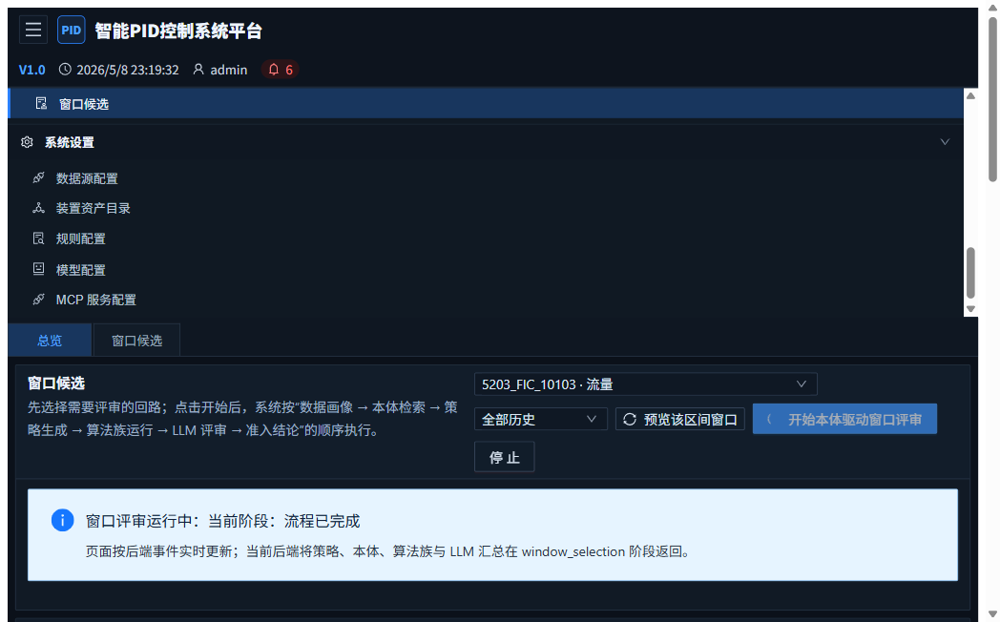 PID 智能PID控制系统平台
V1.0 2026/5/8 23:19:32 admin 6
窗口候选
系统设置
数据源配置
装置资产目录
规则配置
模型配置
MCP 服务配置
总览 窗口候选
窗口候选
先选择需要评审的回路；点击开始后，系统按“数据画像 → 本体检索 → 策
略生成 → 算法族运行 → LLM 评审 → 准入结论”的顺序执行。
5203_FIC_10103 · 流量
全部历史 预览该区间窗口 开始本体驱动窗口评审
停 止
窗口评审运行中：当前阶段：流程已完成
页面按后端事件实时更新；当前后端将策略、本体、算法族与 LLM 汇总在 window_selection 阶段返回。